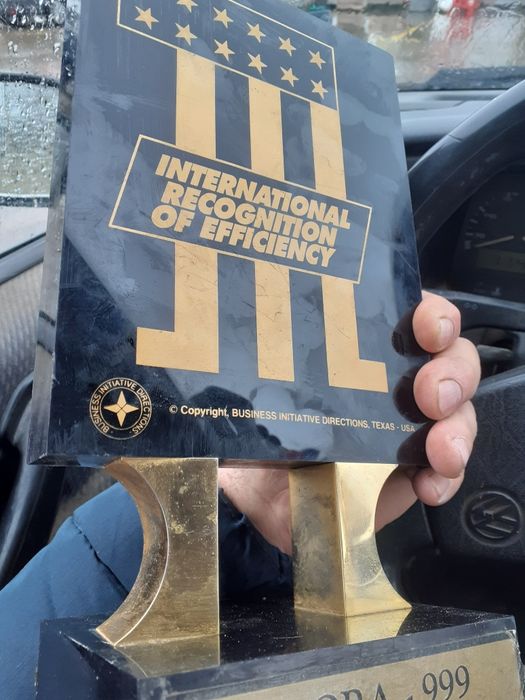 INTERNATIONAL
RECOGNITION
OF EFFICIENCY
BUSINESS INITIATIVE DIRECTIONS
© Copyright, BUSINESS INITIATIVE DIRECTIONS, TEXAS - USA
999